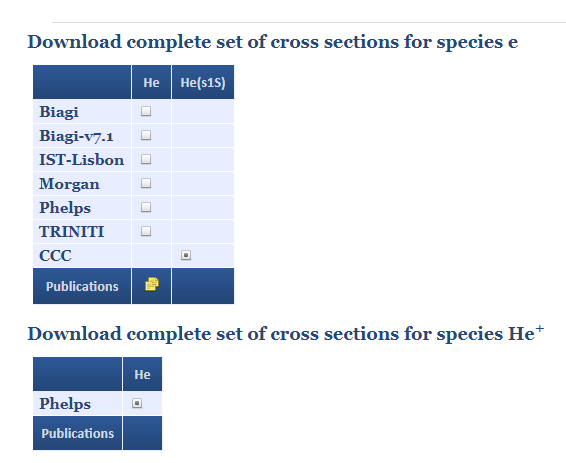 Download complete set of cross sections for species e
He He(s1S)
Biagi
Biagi-v7.1
IST-Lisbon
Morgan
Phelps
TRINITI
CCC
Publications
Download complete set of cross sections for species He⁺
He
Phelps
Publications